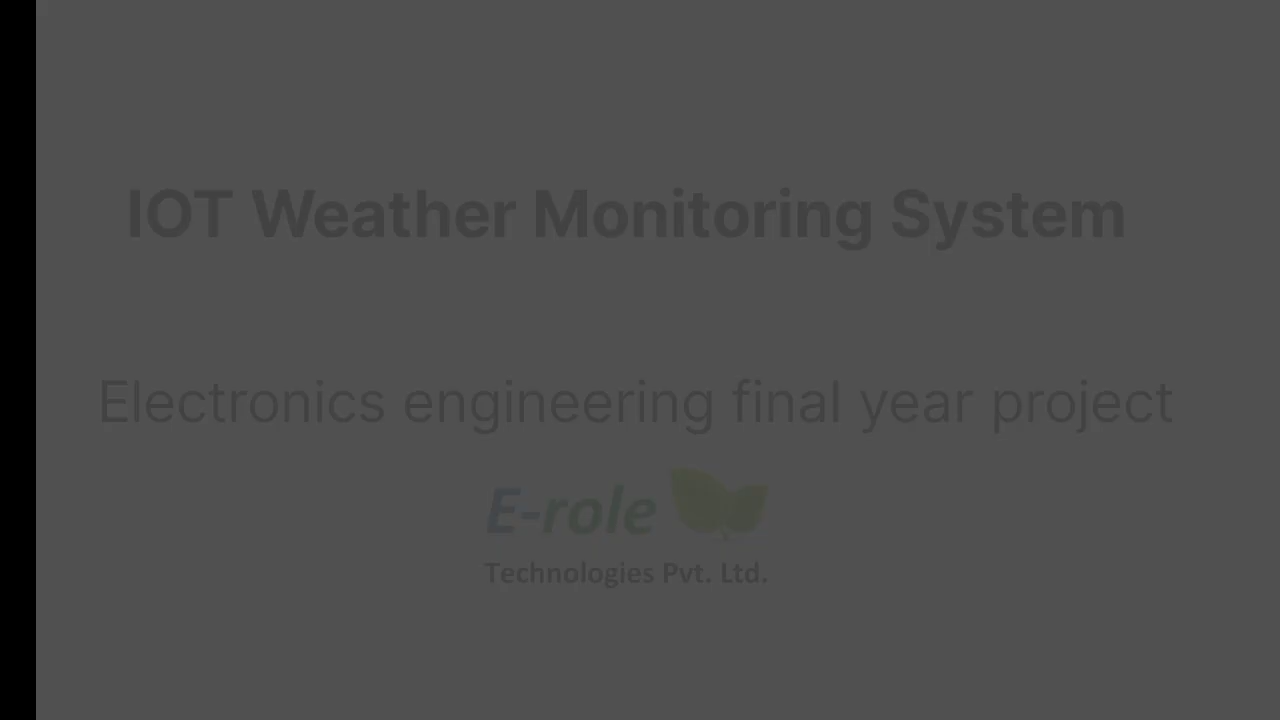 IOT Weather Monitoring System
Electronics engineering final year project
E-role
Technologies Pvt. Ltd.